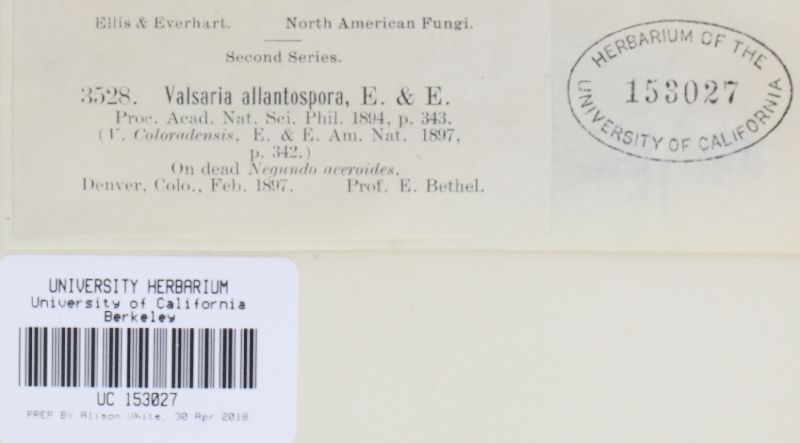 Ellis & Everhart. North American Fungi.
Second Series.
3528. Valsaria allantospora, E. & E.
Proc. Acad. Nat. Sci. Phil. 1894, p. 343.
(V. Coloradensis, E. & E. Am. Nat. 1897,
p. 342.)
On dead Negundo aceroides.
Denver, Colo., Feb. 1897. Prof. E. Bethel.
HERBARIUM OF THE
153027
UNIVERSITY OF CALIFORNIA
UNIVERSITY HERBARIUM
University of California
Berkeley
UC 153027
PREP BY Alison White, 30 Apr 2018